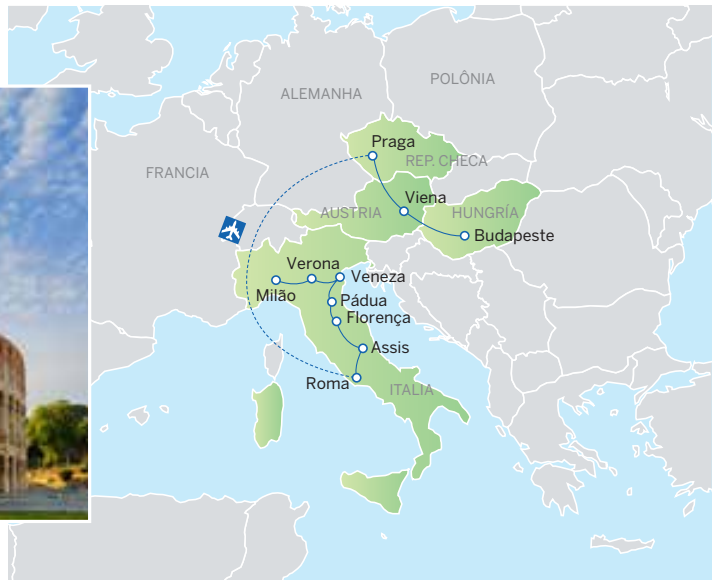 POLÔNIA
ALEMANHA
Praga
REP. CHECA
FRANCIA
Viena
AUSTRIA
HUNGRÍA
Budapeste
Verona
Veneza
Milão
Pádua
Florença
Assis
Roma
ITALIA